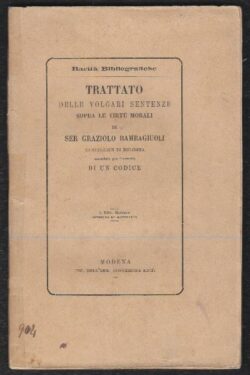 Rarità Bibliografiche
TRATTATO
DELLE VOLGARI SENTENZE
SOPRA LE VIRTÙ MORALI
DI
SER GRAZIOLO BAMBAGIUOLI
DI BOLOGNA
DI UN CODICE
MODENA
904